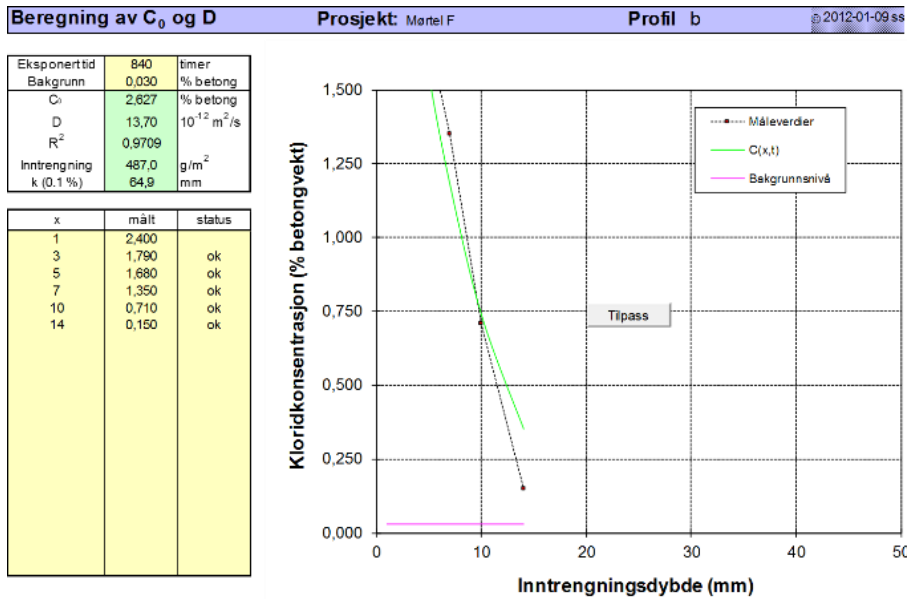 Beregning av C₀ og D Prosjekt: Mørtel F Profil b © 2012-01-09 ss
Eksponert tid 840 timer
Bakgrunn 0,030 % betong
C₀ 2,627 % betong
D 13,70 10⁻¹² m²/s
R² 0,9709
Inntrengning 487,0 g/m²
k (0.1 %) 64,9 mm
x målt status
1 2,400
3 1,790 ok
5 1,680 ok
7 1,350 ok
10 0,710 ok
14 0,150 ok
Kloridkonsentrasjon (% betongvekt)
1,500
1,250
1,000
0,750
0,500
0,250
0,000
0 10 20 30 40 50
Inntrengningsdybde (mm)
Måleverdier
C(x,t)
Bakgrunnsnivå
Tilpass